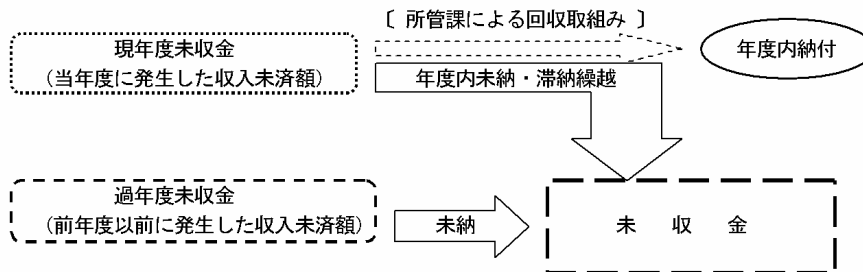 〔 所管課による回収取組み 〕
現年度未収金
（当年度に発生した収入未済額）
年度内納付
年度内未納・滞納繰越
過年度未収金
（前年度以前に発生した収入未済額）
未納
未 収 金